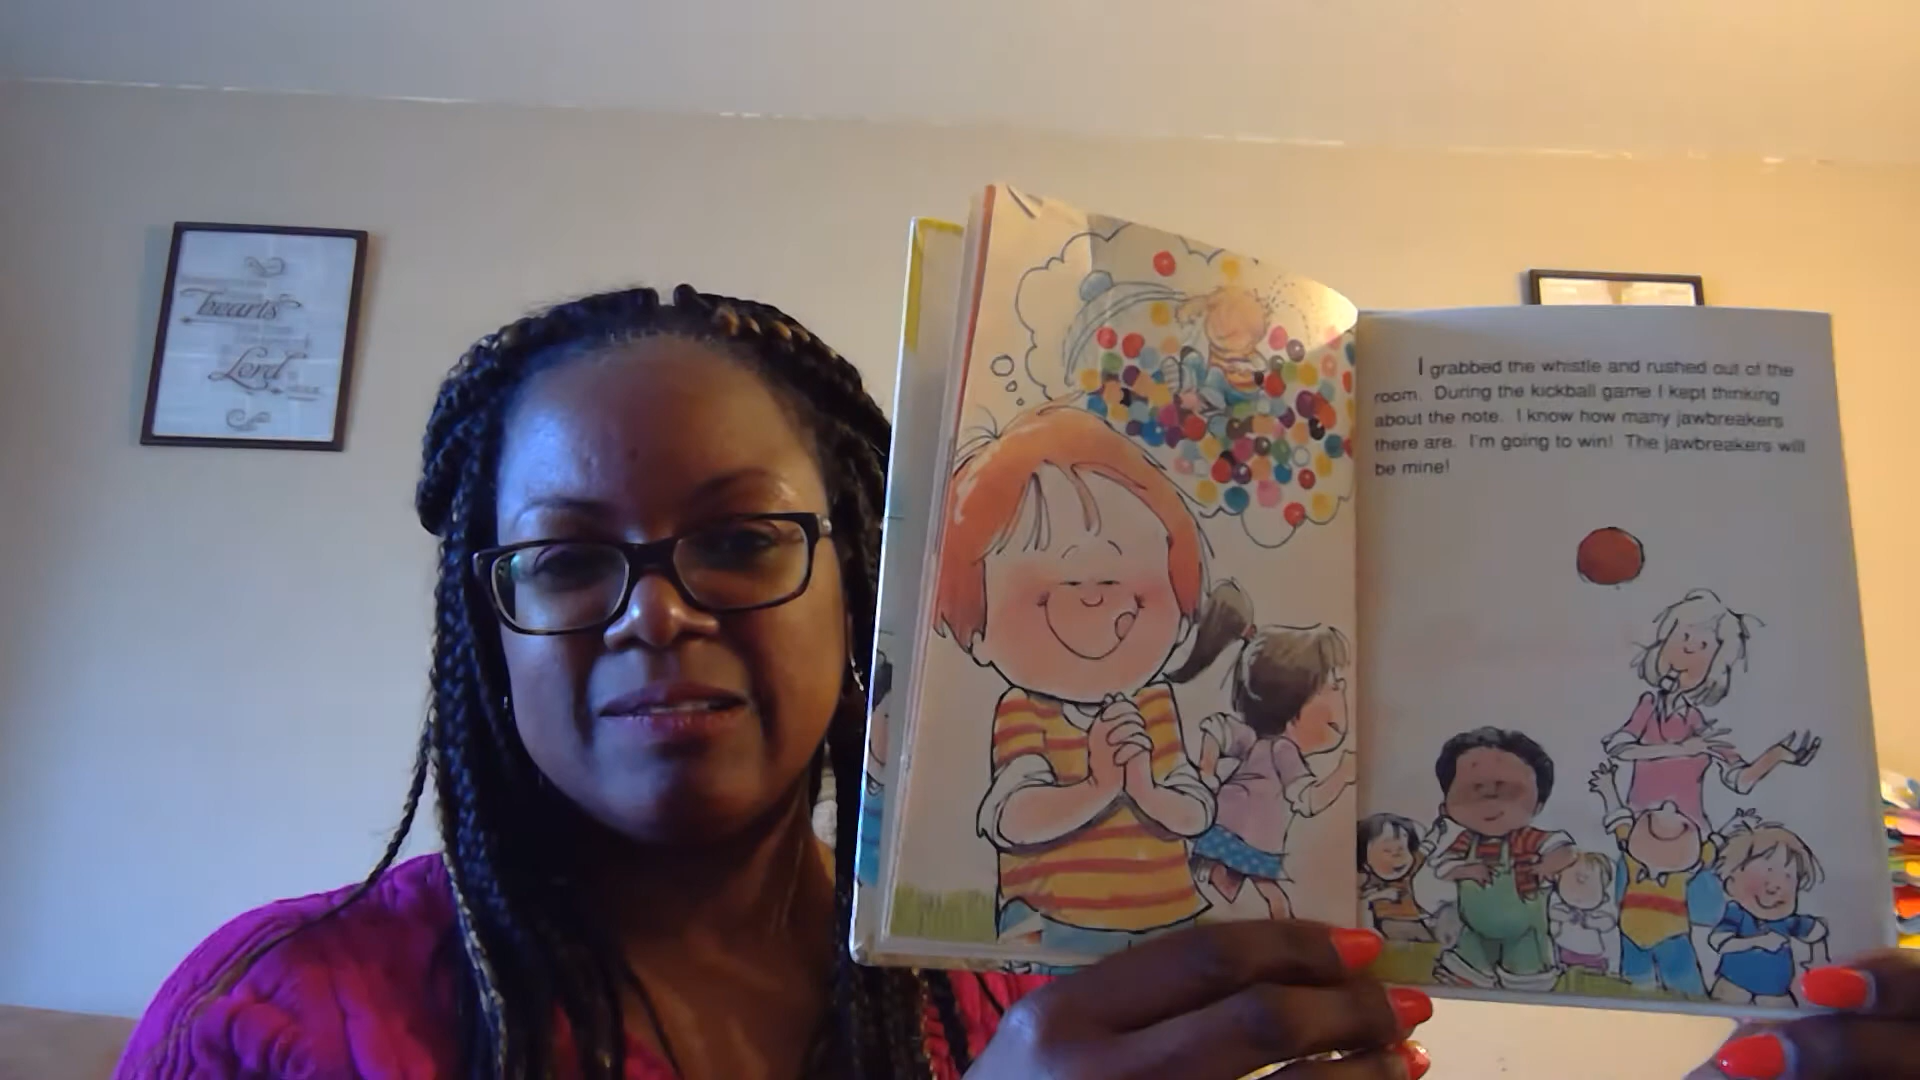 hearts
Lord
I grabbed the whistle and rushed out of the
room. During the kickball game I kept thinking
about the note. I know how many jawbreakers
there are. I'm going to win! The jawbreakers will
be mine!